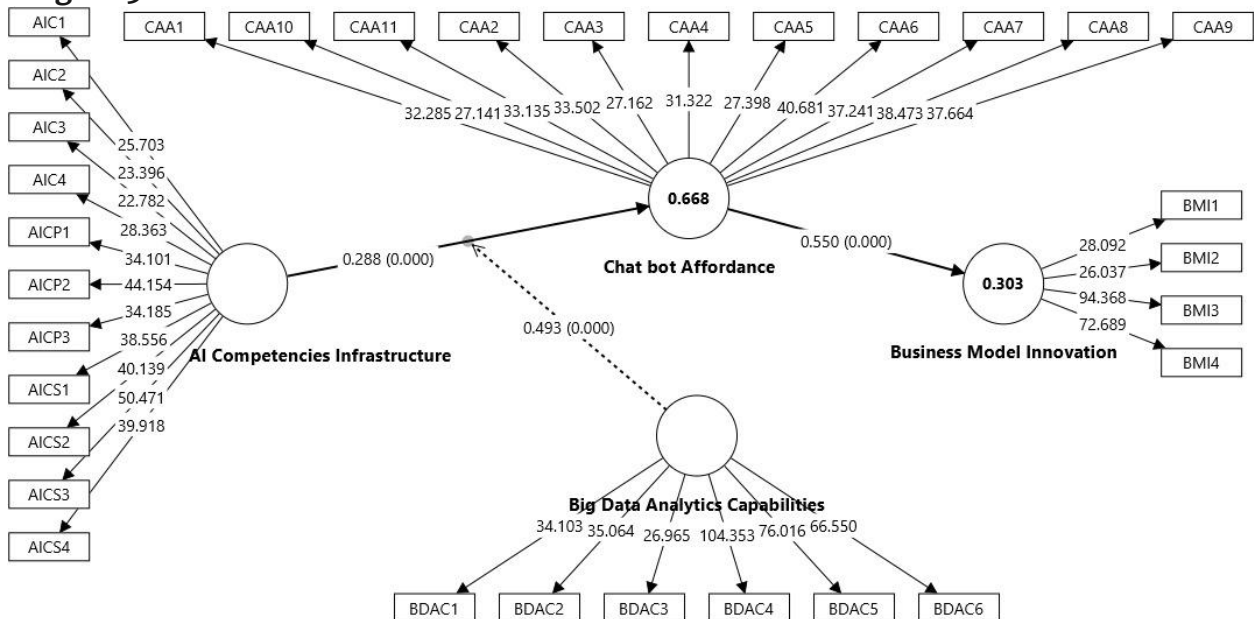 AIC1
AIC2
AIC3
AIC4
AICP1
AICP2
AICP3
AICS1
AICS2
AICS3
AICS4
25.703
23.396
22.782
28.363
34.101
44.154
34.185
38.556
40.139
50.471
39.918
AI Competencies Infrastructure
0.288 (0.000)
CAA1 CAA10 CAA11 CAA2 CAA3 CAA4 CAA5 CAA6 CAA7 CAA8 CAA9
32.285 27.141 33.135 33.502 27.162 31.322 27.398 40.681 37.241 38.473 37.664
0.668
Chat bot Affordance
0.550 (0.000)
0.303
Business Model Innovation
28.092
26.037
94.368
72.689
BMI1
BMI2
BMI3
BMI4
0.493 (0.000)
Big Data Analytics Capabilities
34.103 35.064 26.965 104.353 76.016 66.550
BDAC1 BDAC2 BDAC3 BDAC4 BDAC5 BDAC6